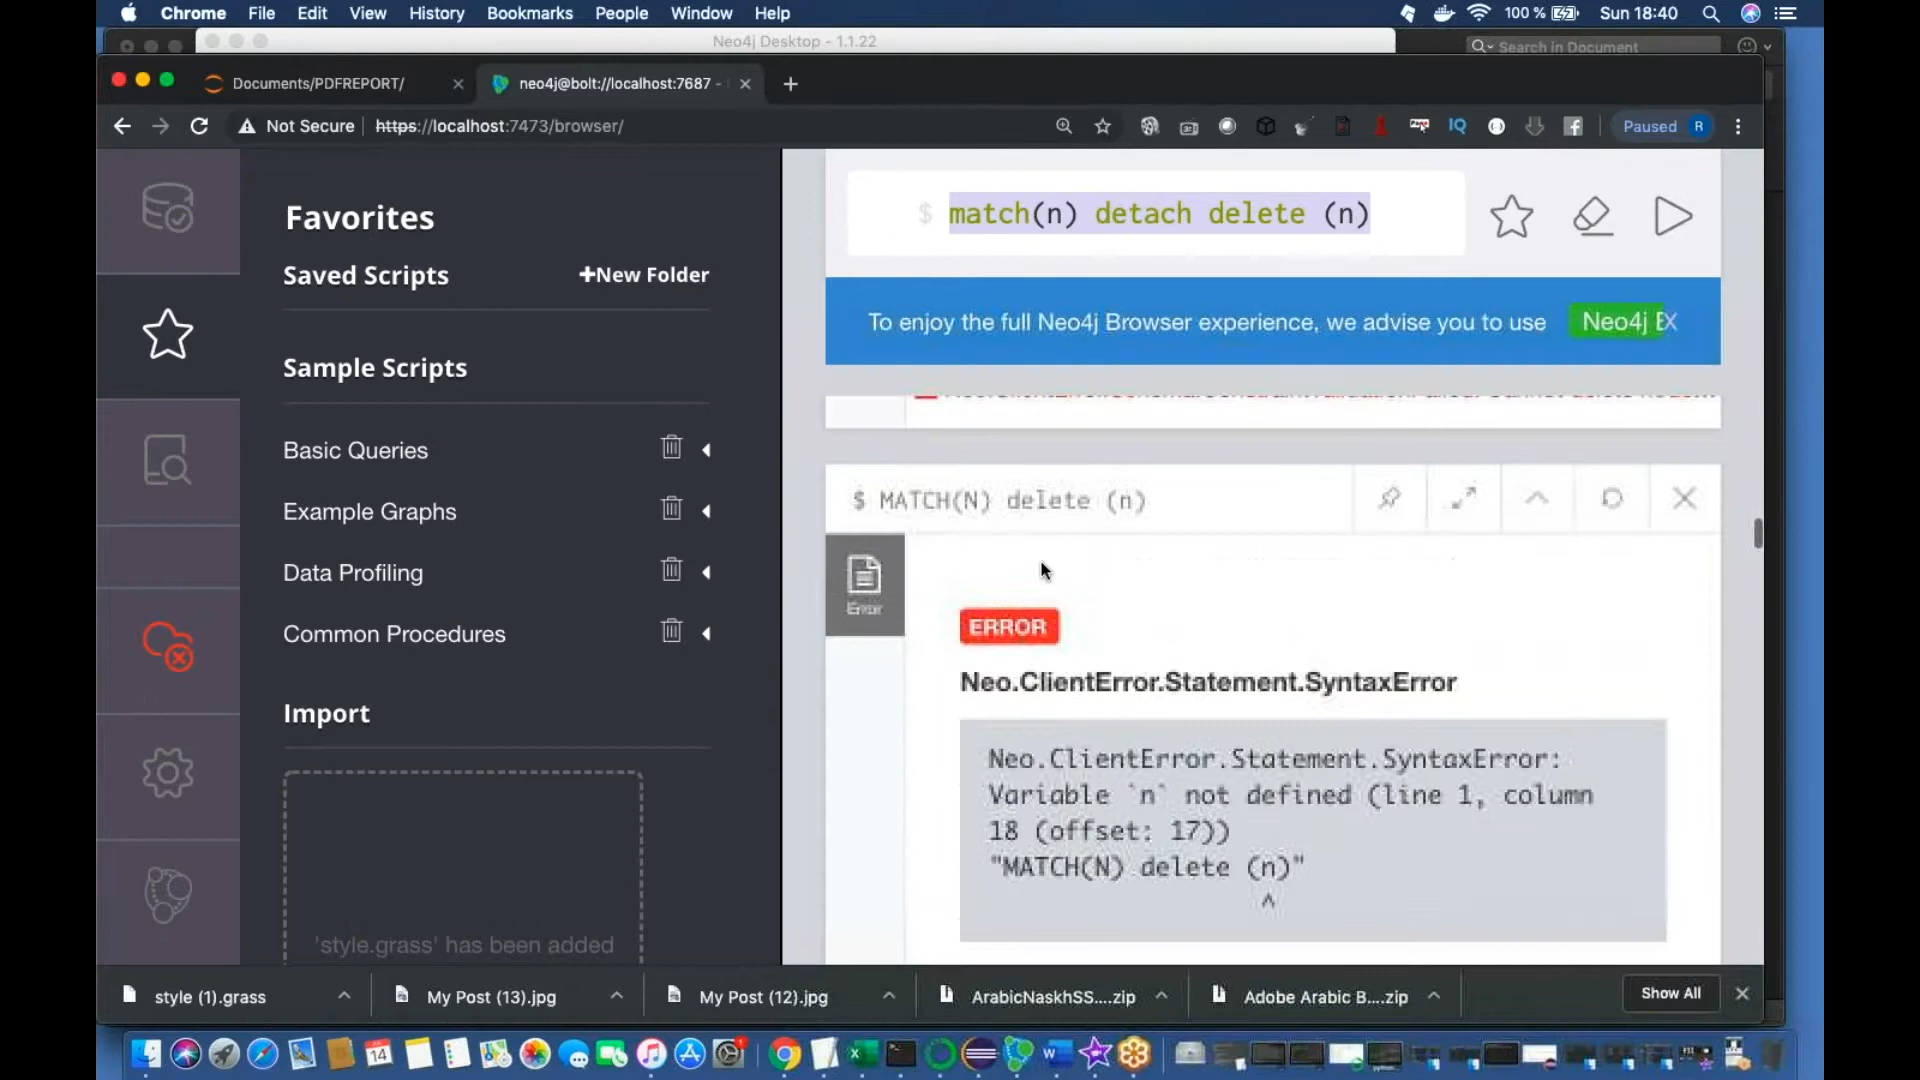 Chrome File Edit View History Bookmarks People Window Help 100 % Sun 18:40
Neo4j Desktop - 1.1.22 Search in Document
Documents/PDFREPORT/ neo4j@bolt://localhost:7687 -
Not Secure https://localhost:7473/browser/ IQ Paused R
Favorites
Saved Scripts +New Folder
Sample Scripts
Basic Queries
Example Graphs
Data Profiling
Common Procedures
Import
'style.grass' has been added
$ match(n) detach delete (n)
To enjoy the full Neo4j Browser experience, we advise you to use Neo4j
$ MATCH(N) delete (n)
Error
ERROR
Neo.ClientError.Statement.SyntaxError
Neo.ClientError.Statement.SyntaxError:
Variable `n` not defined (line 1, column
18 (offset: 17))
"MATCH(N) delete (n)"
^
style (1).grass My Post (13).jpg My Post (12).jpg ArabicNaskhSS....zip Adobe Arabic B....zip Show All
14